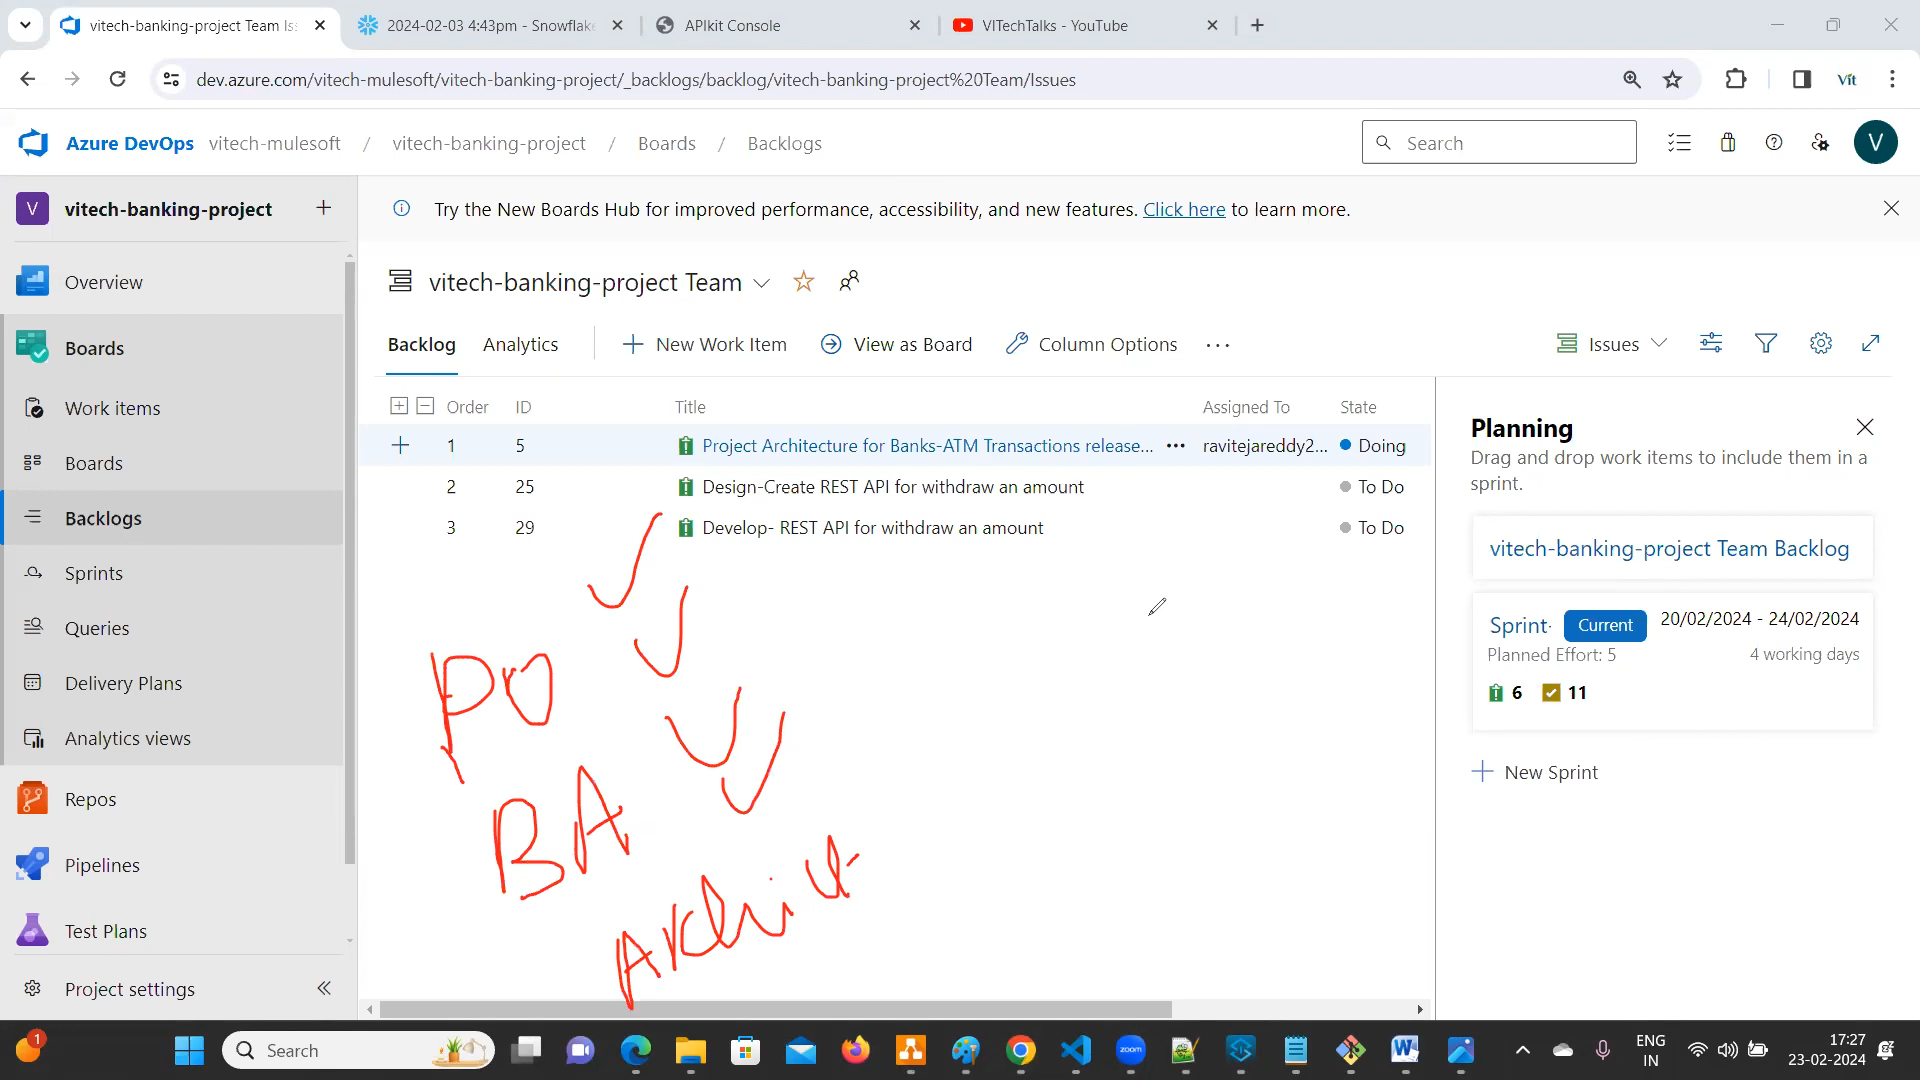 vitech-banking-project Team Is:
2024-02-03 4:43pm - Snowflake
APIkit Console
VITechTalks - YouTube
dev.azure.com/vitech-mulesoft/vitech-banking-project/_backlogs/backlog/vitech-banking-project%20Team/Issues
Vit
Azure DevOps vitech-mulesoft / vitech-banking-project / Boards / Backlogs
Search
V
V vitech-banking-project
Try the New Boards Hub for improved performance, accessibility, and new features. Click here to learn more.
Overview
Boards
Work items
Boards
Backlogs
Sprints
Queries
Delivery Plans
Analytics views
Repos
Pipelines
Test Plans
Project settings
vitech-banking-project Team
Backlog Analytics New Work Item View as Board Column Options ... Issues
Order ID Title Assigned To State
1 5 Project Architecture for Banks-ATM Transactions release... ravitejareddy2... Doing
2 25 Design-Create REST API for withdraw an amount To Do
3 29 Develop- REST API for withdraw an amount To Do
PO
BA
Planning
Drag and drop work items to include them in a
sprint.
vitech-banking-project Team Backlog
Sprint- Current 20/02/2024 - 24/02/2024
Planned Effort: 5 4 working days
6 11
New Sprint
1
Search
zoom
ENG
IN
17:27
23-02-2024